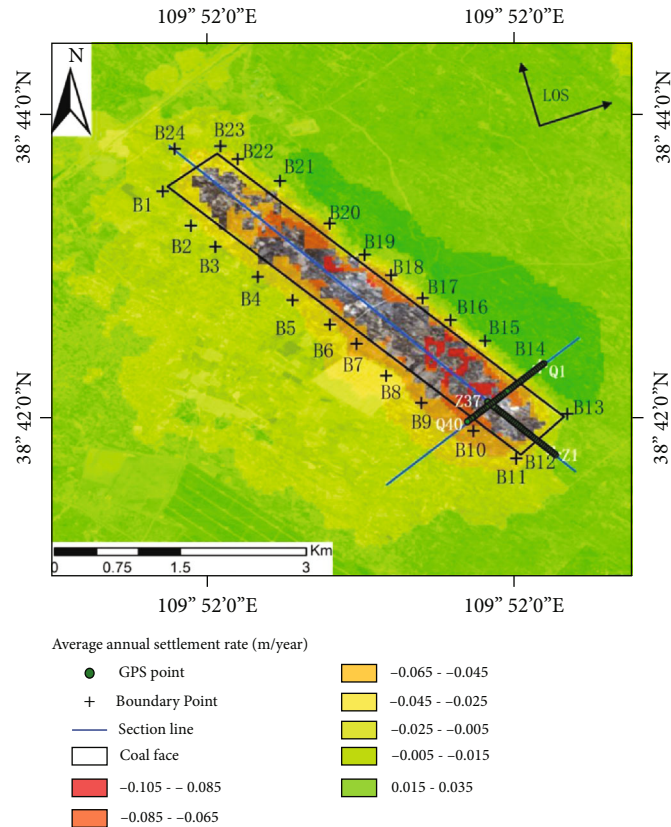 109” 52’0”E 109” 52’0”E
N
38” 44’0”N
38” 44’0”N
LOS
B24
B23
B22
B21
B1
B20
B2
B19
B3
B18
B4
B17
B5
B16
B6
B15
B7
B14
B8
Q1
Z37
B13
B9
Q40
38” 42’0”N
38” 42’0”N
B10
B12
Z1
B11
Km
0 0.75 1.5 3
109” 52’0”E 109” 52’0”E
Average annual settlement rate (m/year)
GPS point
Boundary Point
Section line
Coal face
–0.105 - – 0.085
–0.085 - –0.065
–0.065 - –0.045
–0.045 - –0.025
–0.025 - –0.005
–0.005 - –0.015
0.015 - 0.035